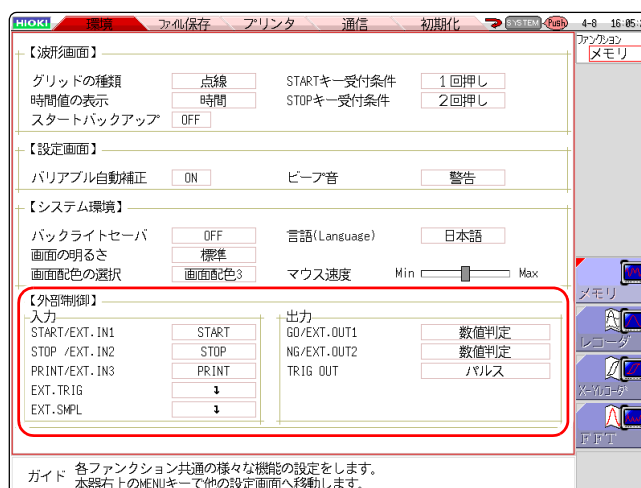 HIOKI 環境 ファイル保存 プリンタ 通信 初期化 SYSTEM Push 4-8 16:05:
ファンクション
メモリ
【波形画面】
グリッドの種類 点線 STARTキー受付条件 1回押し
時間値の表示 時間 STOPキー受付条件 2回押し
スタートバックアップ OFF
【設定画面】
バリアブル自動補正 ON ビープ音 警告
【システム環境】
バックライトセーバ OFF 言語(Language) 日本語
画面の明るさ 標準
画面配色の選択 画面配色3 マウス速度 Min Max
【外部制御】
入力 出力
START/EXT.IN1 START GO/EXT.OUT1 数値判定
STOP /EXT.IN2 STOP NG/EXT.OUT2 数値判定
PRINT/EXT.IN3 PRINT TRIG OUT パルス
EXT.TRIG
EXT.SMPL
メモリ
レコーダ
X-Yレコーダ
FFT
ガイド 各ファンクション共通の様々な機能の設定をします。
本器右上のMENUキーで他の設定画面へ移動します。